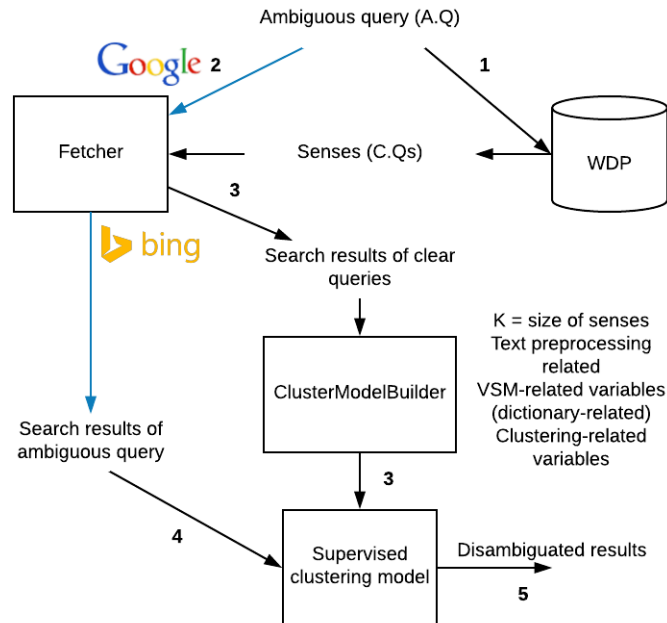 Ambiguous query (A.Q)
Google 2
1
Fetcher
Senses (C.Qs)
WDP
3
bing
Search results of clear
queries
K = size of senses
Text preprocessing
related
VSM-related variables
(dictionary-related)
Clustering-related
variables
ClusterModelBuilder
Search results of
ambiguous query
3
4
Supervised
clustering model
Disambiguated results
5